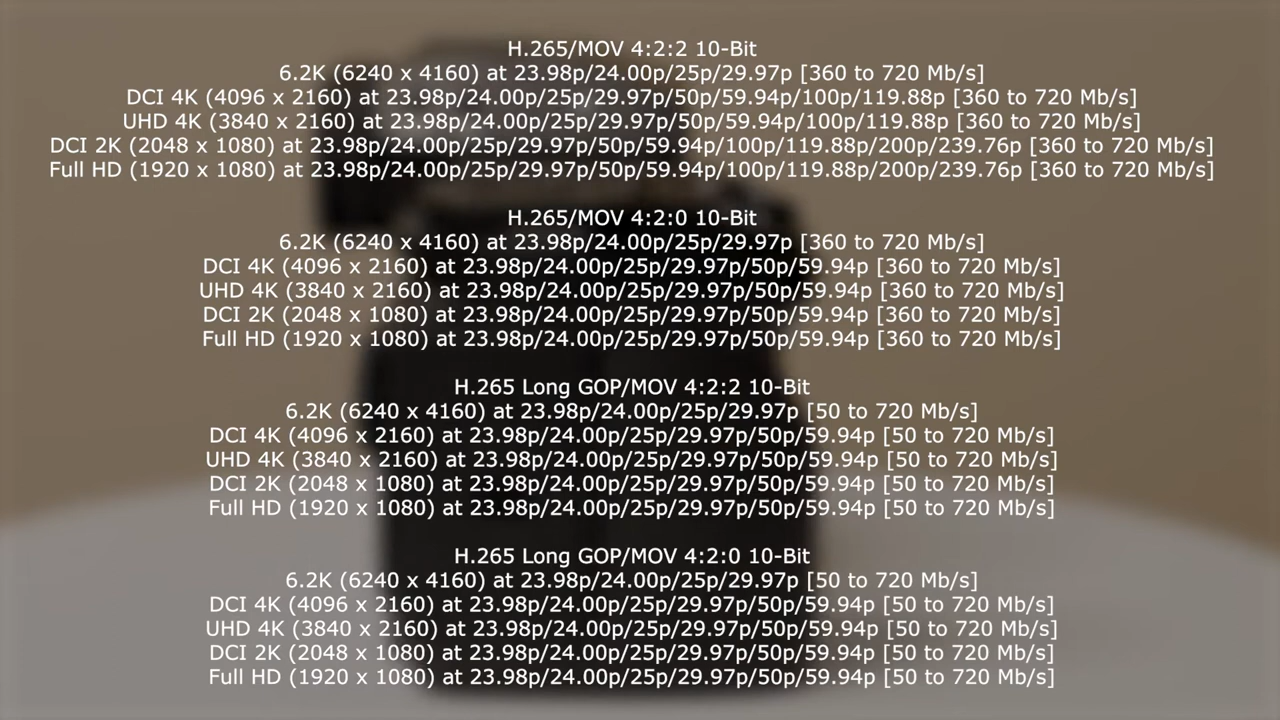 H.265/MOV 4:2:2 10-Bit
6.2K (6240 x 4160) at 23.98p/24.00p/25p/29.97p [360 to 720 Mb/s]
DCI 4K (4096 x 2160) at 23.98p/24.00p/25p/29.97p/50p/59.94p/100p/119.88p [360 to 720 Mb/s]
UHD 4K (3840 x 2160) at 23.98p/24.00p/25p/29.97p/50p/59.94p/100p/119.88p [360 to 720 Mb/s]
DCI 2K (2048 x 1080) at 23.98p/24.00p/25p/29.97p/50p/59.94p/100p/119.88p/200p/239.76p [360 to 720 Mb/s]
Full HD (1920 x 1080) at 23.98p/24.00p/25p/29.97p/50p/59.94p/100p/119.88p/200p/239.76p [360 to 720 Mb/s]
H.265/MOV 4:2:0 10-Bit
6.2K (6240 x 4160) at 23.98p/24.00p/25p/29.97p [360 to 720 Mb/s]
DCI 4K (4096 x 2160) at 23.98p/24.00p/25p/29.97p/50p/59.94p [360 to 720 Mb/s]
UHD 4K (3840 x 2160) at 23.98p/24.00p/25p/29.97p/50p/59.94p [360 to 720 Mb/s]
DCI 2K (2048 x 1080) at 23.98p/24.00p/25p/29.97p/50p/59.94p [360 to 720 Mb/s]
Full HD (1920 x 1080) at 23.98p/24.00p/25p/29.97p/50p/59.94p [360 to 720 Mb/s]
H.265 Long GOP/MOV 4:2:2 10-Bit
6.2K (6240 x 4160) at 23.98p/24.00p/25p/29.97p [50 to 720 Mb/s]
DCI 4K (4096 x 2160) at 23.98p/24.00p/25p/29.97p/50p/59.94p [50 to 720 Mb/s]
UHD 4K (3840 x 2160) at 23.98p/24.00p/25p/29.97p/50p/59.94p [50 to 720 Mb/s]
DCI 2K (2048 x 1080) at 23.98p/24.00p/25p/29.97p/50p/59.94p [50 to 720 Mb/s]
Full HD (1920 x 1080) at 23.98p/24.00p/25p/29.97p/50p/59.94p [50 to 720 Mb/s]
H.265 Long GOP/MOV 4:2:0 10-Bit
6.2K (6240 x 4160) at 23.98p/24.00p/25p/29.97p [50 to 720 Mb/s]
DCI 4K (4096 x 2160) at 23.98p/24.00p/25p/29.97p/50p/59.94p [50 to 720 Mb/s]
UHD 4K (3840 x 2160) at 23.98p/24.00p/25p/29.97p/50p/59.94p [50 to 720 Mb/s]
DCI 2K (2048 x 1080) at 23.98p/24.00p/25p/29.97p/50p/59.94p [50 to 720 Mb/s]
Full HD (1920 x 1080) at 23.98p/24.00p/25p/29.97p/50p/59.94p [50 to 720 Mb/s]